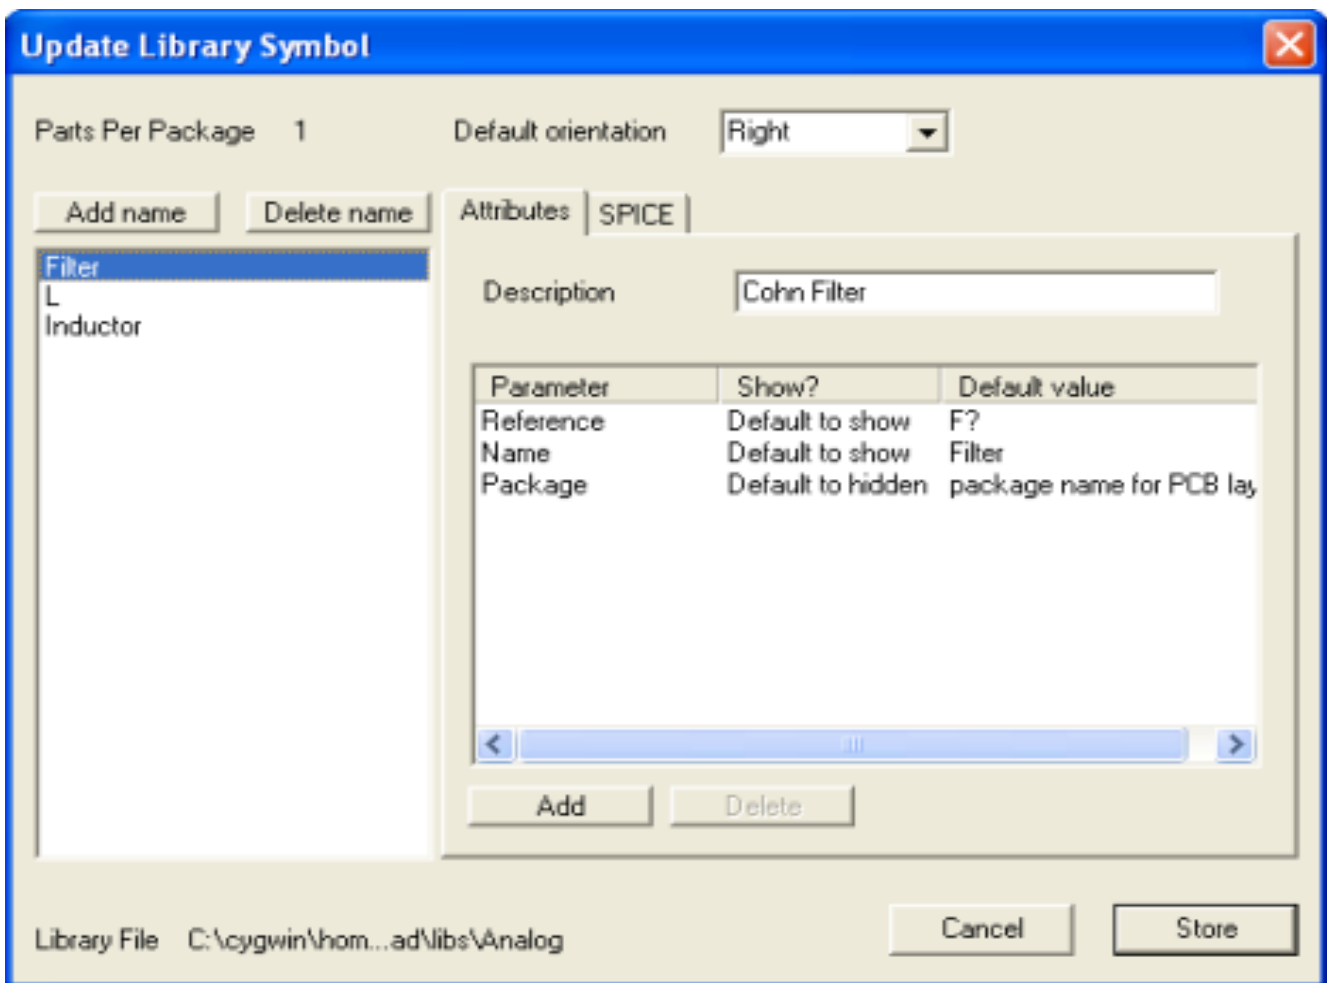 Update Library Symbol
Parts Per Package 1 Default orientation Right
Add name Delete name Attributes SPICE
Filter
L
Inductor
Description Cohn Filter
Parameter Show? Default value
Reference Default to show F?
Name Default to show Filter
Package Default to hidden package name for PCB lay
Add Delete
Cancel Store
Library File C:\cygwin\hom...ad\libs\Analog